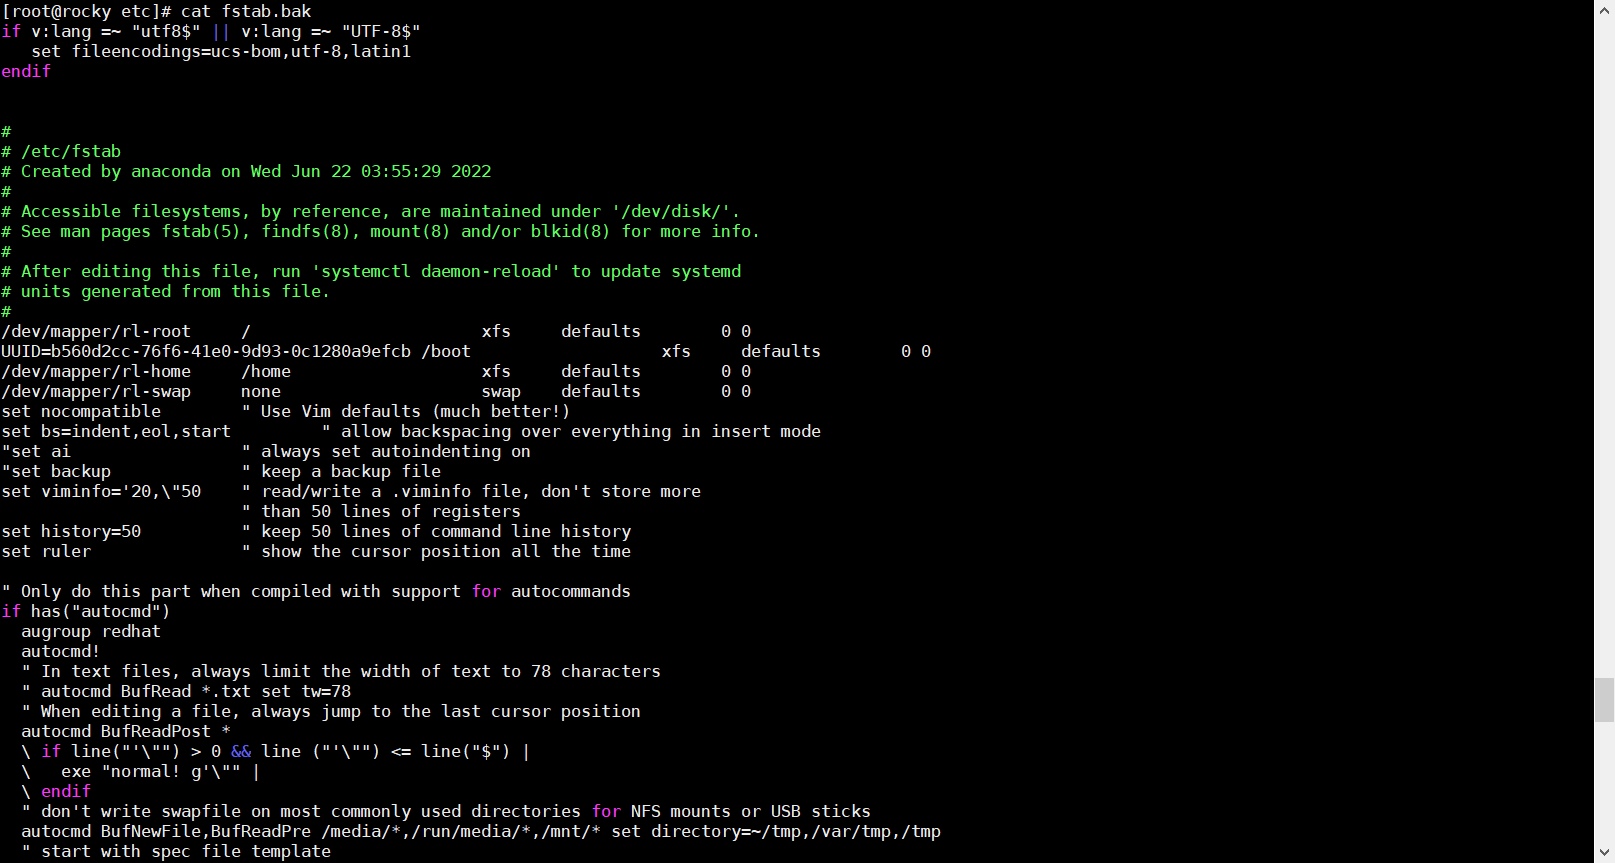 [root@rocky etc]# cat fstab.bak
if v:lang =~ "utf8$" || v:lang =~ "UTF-8$"
   set fileencodings=ucs-bom,utf-8,latin1
endif
#
# /etc/fstab
# Created by anaconda on Wed Jun 22 03:55:29 2022
#
# Accessible filesystems, by reference, are maintained under '/dev/disk/'.
# See man pages fstab(5), findfs(8), mount(8) and/or blkid(8) for more info.
#
# After editing this file, run 'systemctl daemon-reload' to update systemd
# units generated from this file.
#
/dev/mapper/rl-root     /                       xfs     defaults        0 0
UUID=b560d2cc-76f6-41e0-9d93-0c1280a9efcb /boot                   xfs     defaults        0 0
/dev/mapper/rl-home     /home                   xfs     defaults        0 0
/dev/mapper/rl-swap     none                    swap    defaults        0 0
set nocompatible        " Use Vim defaults (much better!)
set bs=indent,eol,start         " allow backspacing over everything in insert mode
"set ai                 " always set autoindenting on
"set backup             " keep a backup file
set viminfo='20,\"50    " read/write a .viminfo file, don't store more
                        " than 50 lines of registers
set history=50          " keep 50 lines of command line history
set ruler               " show the cursor position all the time
" Only do this part when compiled with support for autocommands
if has("autocmd")
  augroup redhat
  autocmd!
  " In text files, always limit the width of text to 78 characters
  " autocmd BufRead *.txt set tw=78
  " When editing a file, always jump to the last cursor position
  autocmd BufReadPost *
  \ if line("'\"") > 0 && line ("'\"") <= line("$") |
  \   exe "normal! g'\"" |
  \ endif
  " don't write swapfile on most commonly used directories for NFS mounts or USB sticks
  autocmd BufNewFile,BufReadPre /media/*,/run/media/*,/mnt/* set directory=~/tmp,/var/tmp,/tmp
  " start with spec file template